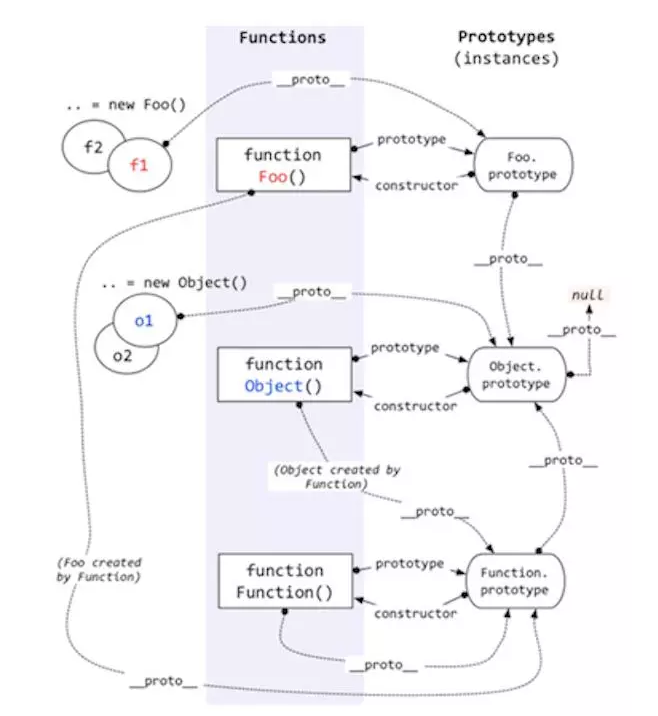 Functions
Prototypes
(instances)
__proto__
.. = new Foo()
f2
f1
function
Foo()
prototype
constructor
Foo.
prototype
__proto__
.. = new Object()
__proto__
null
__proto__
o1
o2
function
Object()
prototype
constructor
Object.
prototype
(Object created by
Function)
__proto__
__proto__
(Foo created
by Function)
function
Function()
prototype
constructor
Function.
prototype
__proto__
__proto__